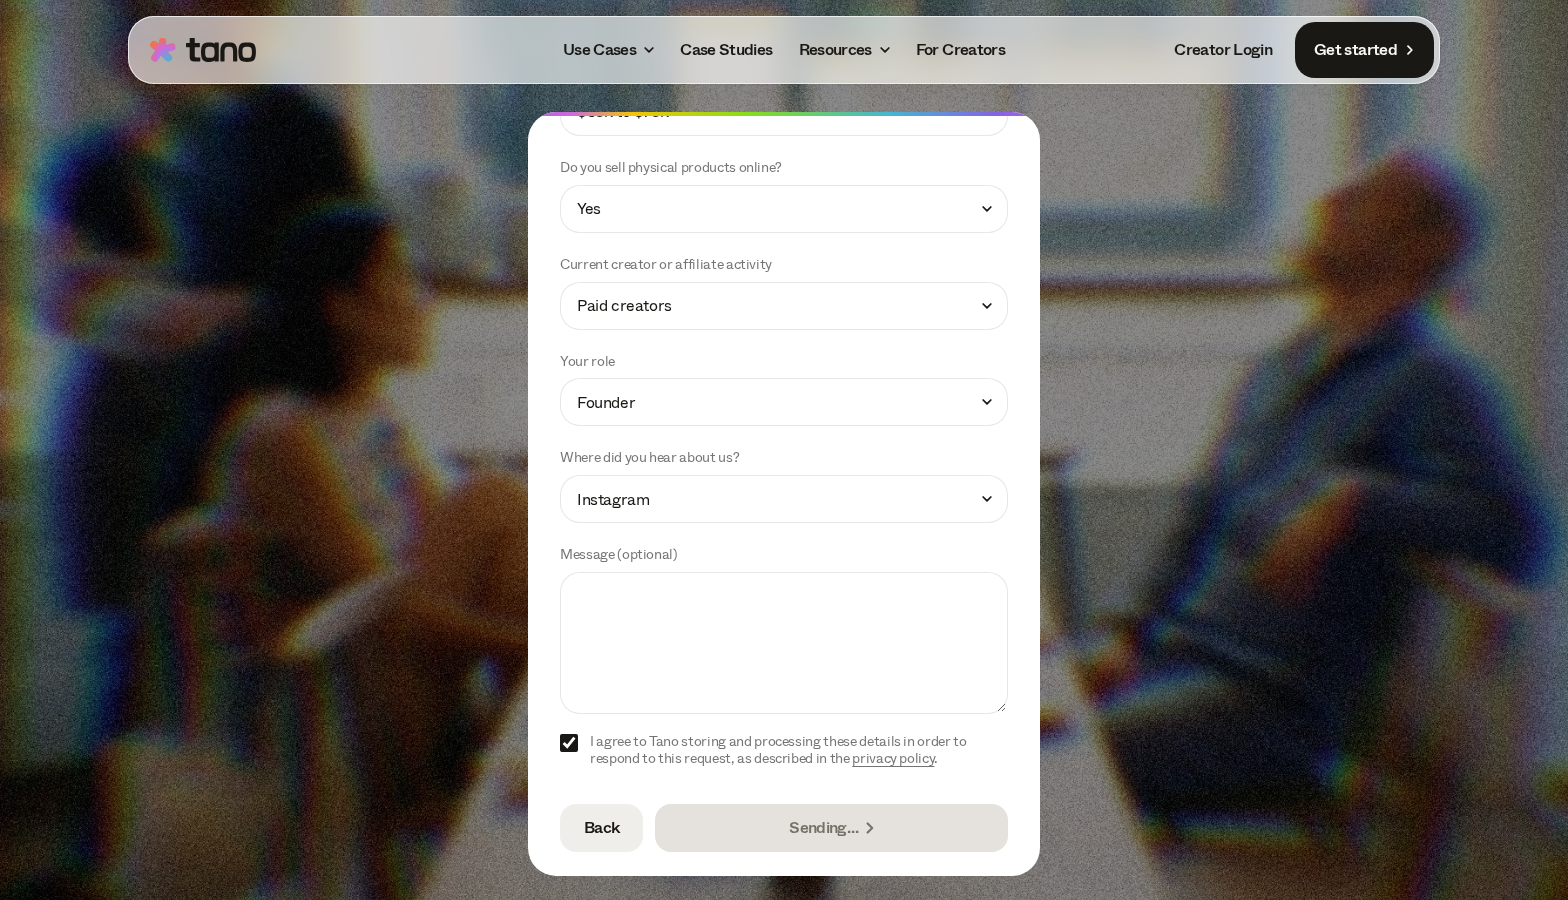 tano
Use Cases
Case Studies
Resources
For Creators
Creator Login
Get started
Do you sell physical products online?
Yes
Current creator or affiliate activity
Paid creators
Your role
Founder
Where did you hear about us?
Instagram
Message (optional)
I agree to Tano storing and processing these details in order to
respond to this request, as described in the privacy policy.
Back
Sending...